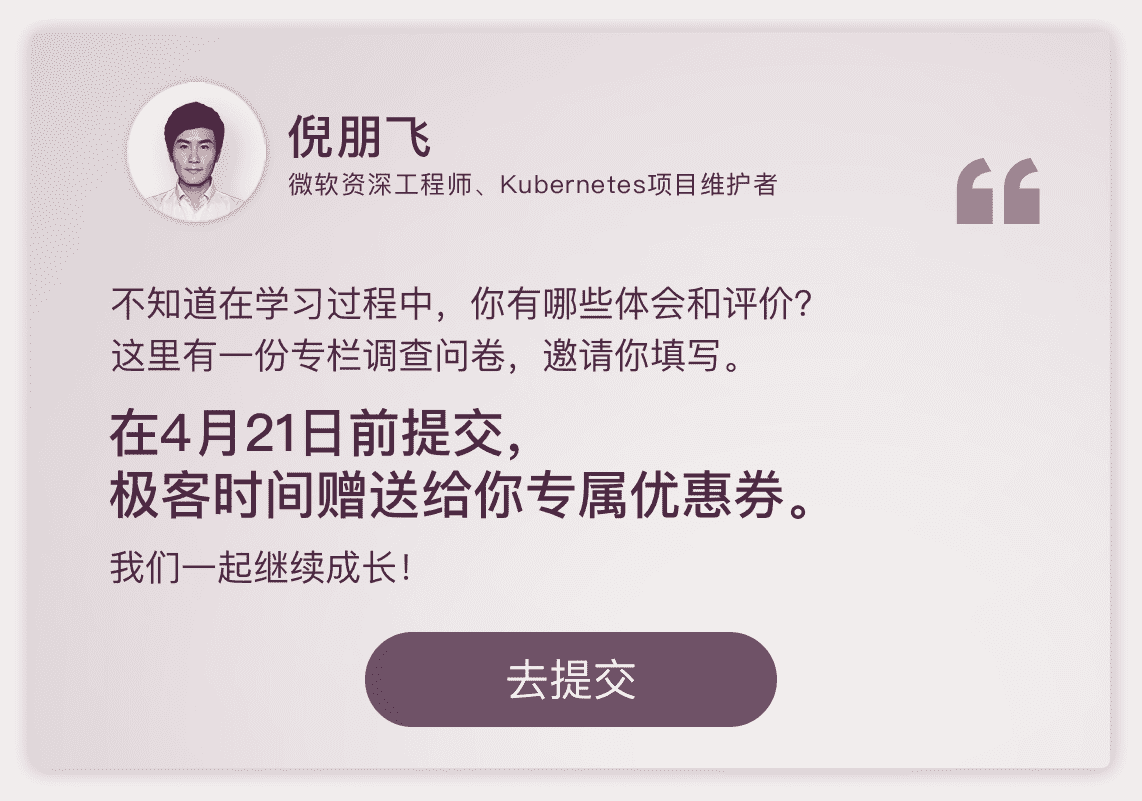 倪朋飞
微软资深工程师、Kubernetes项目维护者
不知道在学习过程中，你有哪些体会和评价？
这里有一份专栏调查问卷，邀请你填写。
在4月21日前提交，
极客时间赠送给你专属优惠券。
我们一起继续成长！
去提交